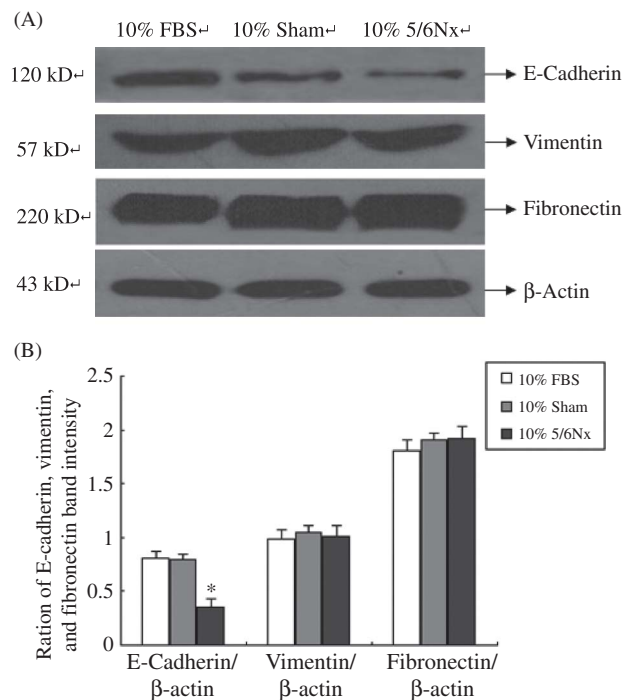 (A)
10% FBS↵ 10% Sham↵ 10% 5/6Nx↵
120 kD↵ E-Cadherin
57 kD↵ Vimentin
220 kD↵ Fibronectin
43 kD↵ β-Actin
(B)
Ration of E-cadherin, vimentin,
and fibronectin band intensity
2.5
2
1.5
1
0.5
0
*
10% FBS
10% Sham
10% 5/6Nx
E-Cadherin/
β-actin
Vimentin/
β-actin
Fibronectin/
β-actin